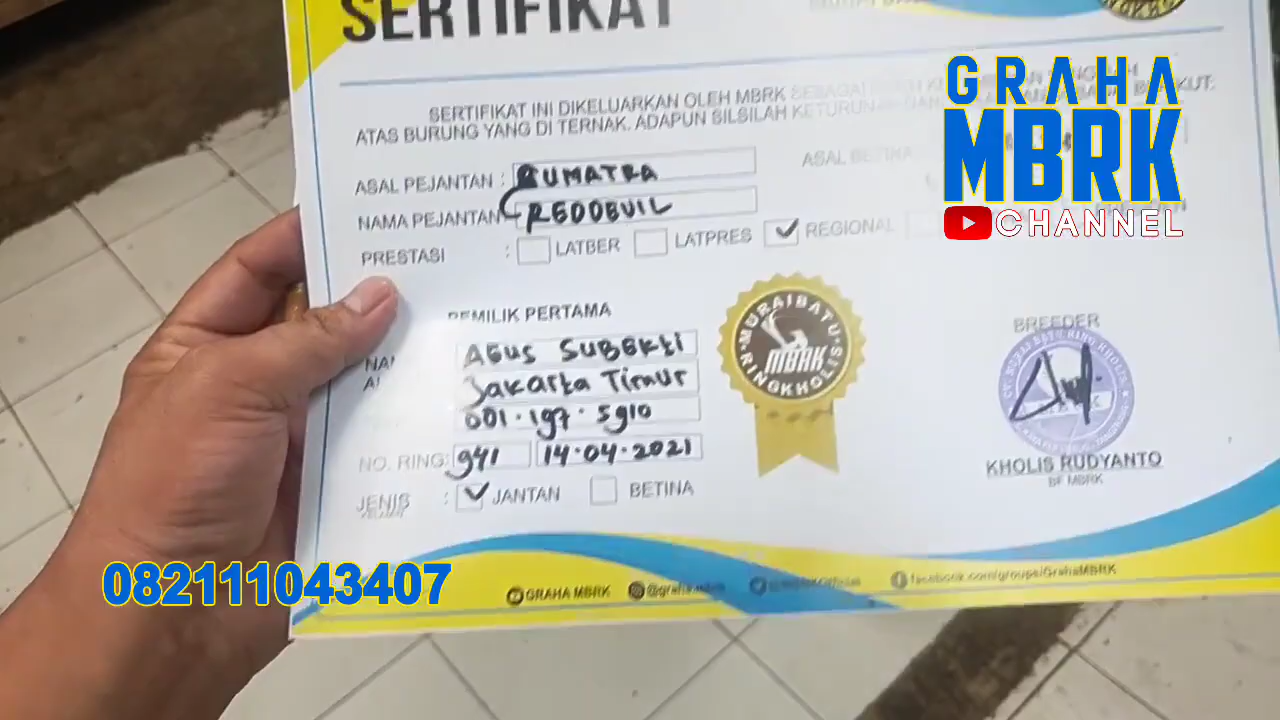 SERTIFIKAT
GRAHA
MBRK
CHANNEL
SERTIFIKAT INI DIKELUARKAN OLEH MBRK SEBAGAI
ATAS BURUNG YANG DI TERNAK. ADAPUN SILSILAH KETURUNAN
ASAL PEJANTAN : SUMATRA
ASAL BETINA
NAMA PEJANTAN REDDEVIL
PRESTASI : LATBER LATPRES REGIONAL
PEMILIK PERTAMA
AGUS SUBEKTI
Jakarta Timur
001.197.5910
NO. RING: 941 14.04.2021
JENIS : JANTAN BETINA
MURAIBATU
MBRK
RINGKHOLIS
BREEDER
KHOLIS RUDYANTO
BF MBRK
082111043407
GRAHA MBRK
facebook.com/groups/GrahaMBRK